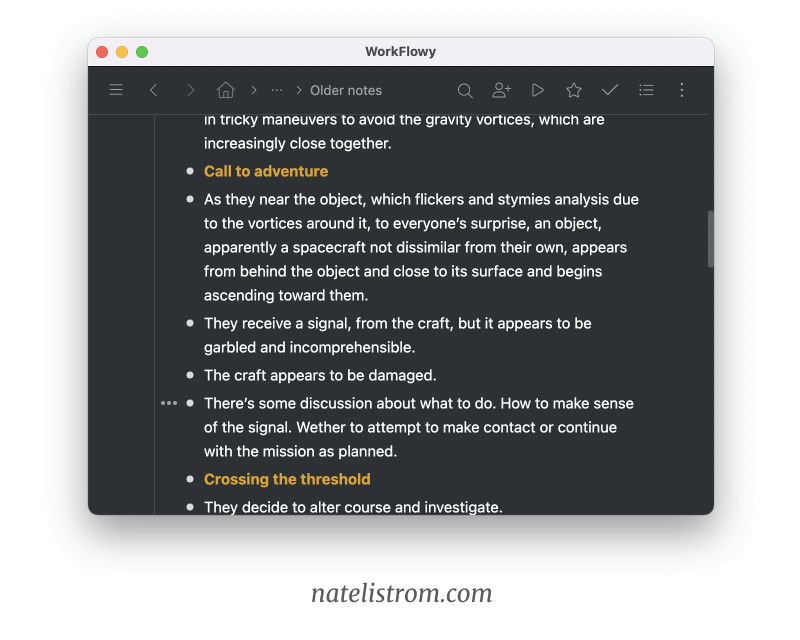 WorkFlowy
Older notes
in tricky maneuvers to avoid the gravity vortices, which are
increasingly close together.
Call to adventure
As they near the object, which flickers and stymies analysis due
to the vortices around it, to everyone’s surprise, an object,
apparently a spacecraft not dissimilar from their own, appears
from behind the object and close to its surface and begins
ascending toward them.
They receive a signal, from the craft, but it appears to be
garbled and incomprehensible.
The craft appears to be damaged.
There’s some discussion about what to do. How to make sense
of the signal. Wether to attempt to make contact or continue
with the mission as planned.
Crossing the threshold
They decide to alter course and investigate.
natelistrom.com